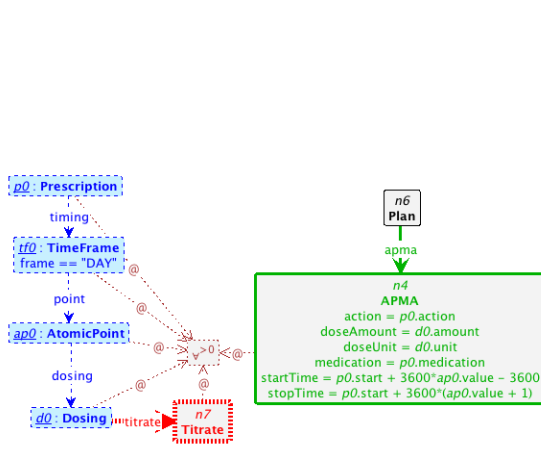 p0 : Prescription
timing
tf0 : TimeFrame
frame == "DAY"
@
point
@
ap0 : AtomicPoint
@
∀>0
@
dosing
@
@
d0 : Dosing
titrate
n7
Titrate
n6
Plan
apma
n4
APMA
action = p0.action
doseAmount = d0.amount
doseUnit = d0.unit
medication = p0.medication
startTime = p0.start + 3600*ap0.value - 3600
stopTime = p0.start + 3600*(ap0.value + 1)